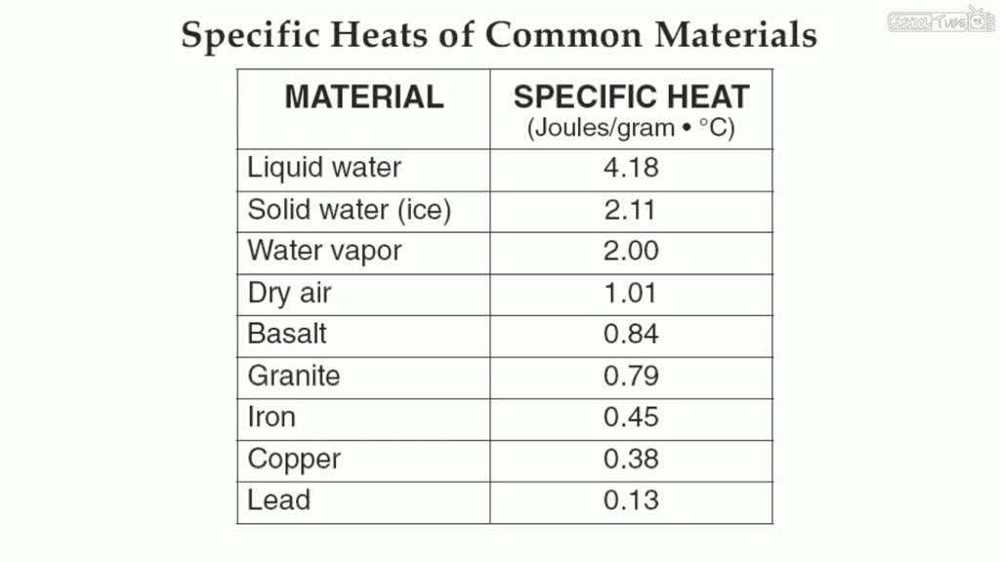 School Tube
Specific Heats of Common Materials
MATERIAL SPECIFIC HEAT
(Joules/gram • °C)
Liquid water 4.18
Solid water (ice) 2.11
Water vapor 2.00
Dry air 1.01
Basalt 0.84
Granite 0.79
Iron 0.45
Copper 0.38
Lead 0.13